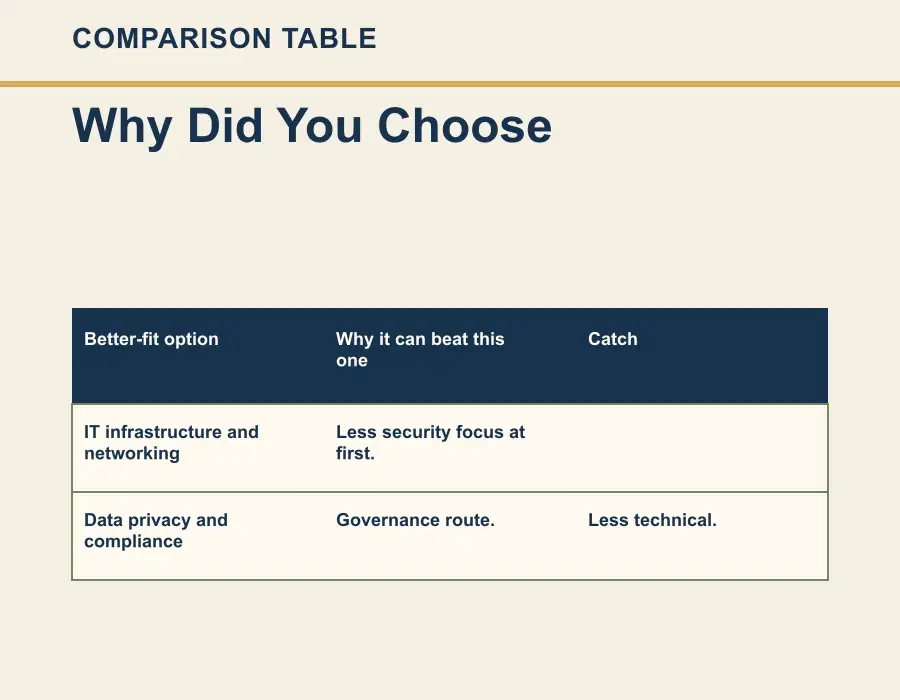 COMPARISON TABLE
Why Did You Choose
Better-fit option
Why it can beat this
one
Catch
IT infrastructure and
networking
Less security focus at
first.
Data privacy and
compliance
Governance route.
Less technical.